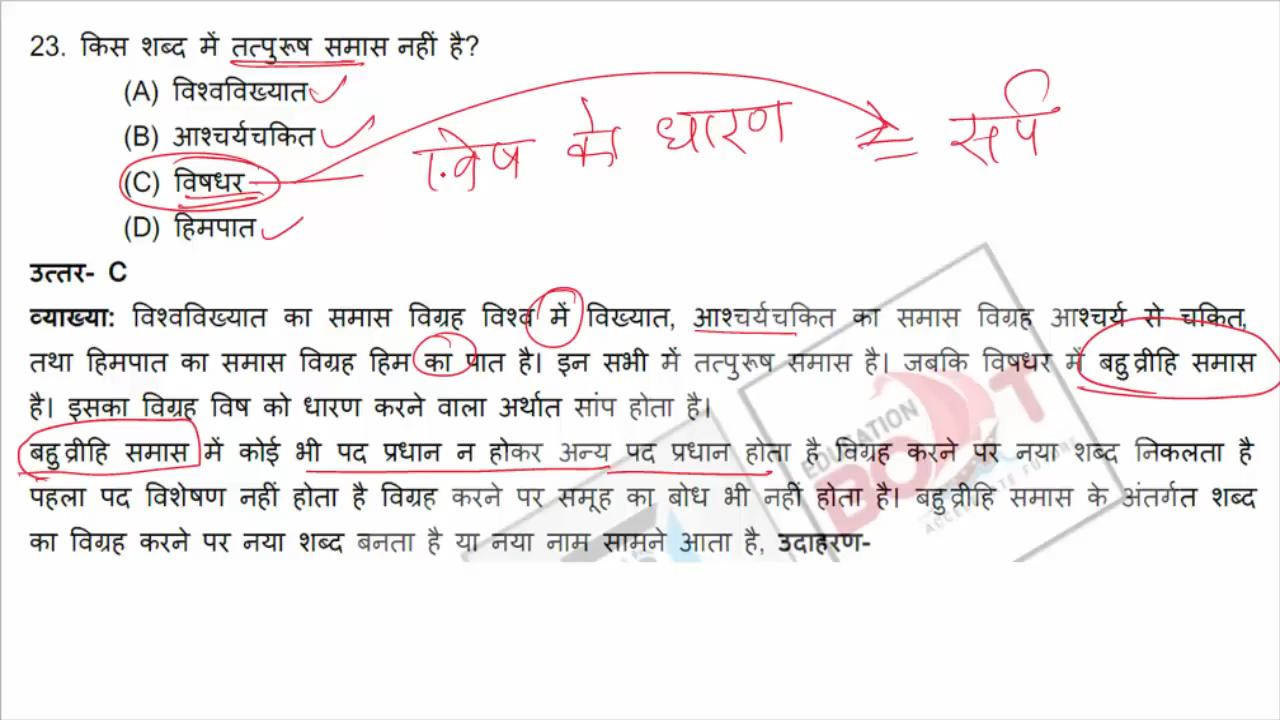 23. किस शब्द में तत्पुरूष समास नहीं है?
(A) विश्वविख्यात
(B) आश्चर्यचकित
विष को धारण = सर्प
(C) विषधर
(D) हिमपात
उत्तर- C
व्याख्या: विश्वविख्यात का समास विग्रह विश्व में विख्यात, आश्चर्यचकित का समास विग्रह आश्चर्य से चकित,
तथा हिमपात का समास विग्रह हिम का पात है। इन सभी में तत्पुरूष समास है। जबकि विषधर में बहुव्रीहि समास
है। इसका विग्रह विष को धारण करने वाला अर्थात सांप होता है।
बहुव्रीहि समास में कोई भी पद प्रधान न होकर अन्य पद प्रधान होता है विग्रह करने पर नया शब्द निकलता है
पहला पद विशेषण नहीं होता है विग्रह करने पर समूह का बोध भी नहीं होता है। बहुव्रीहि समास के अंतर्गत शब्द
का विग्रह करने पर नया शब्द बनता है या नया नाम सामने आता है, उदाहरण-
EDUCATION
BOAT